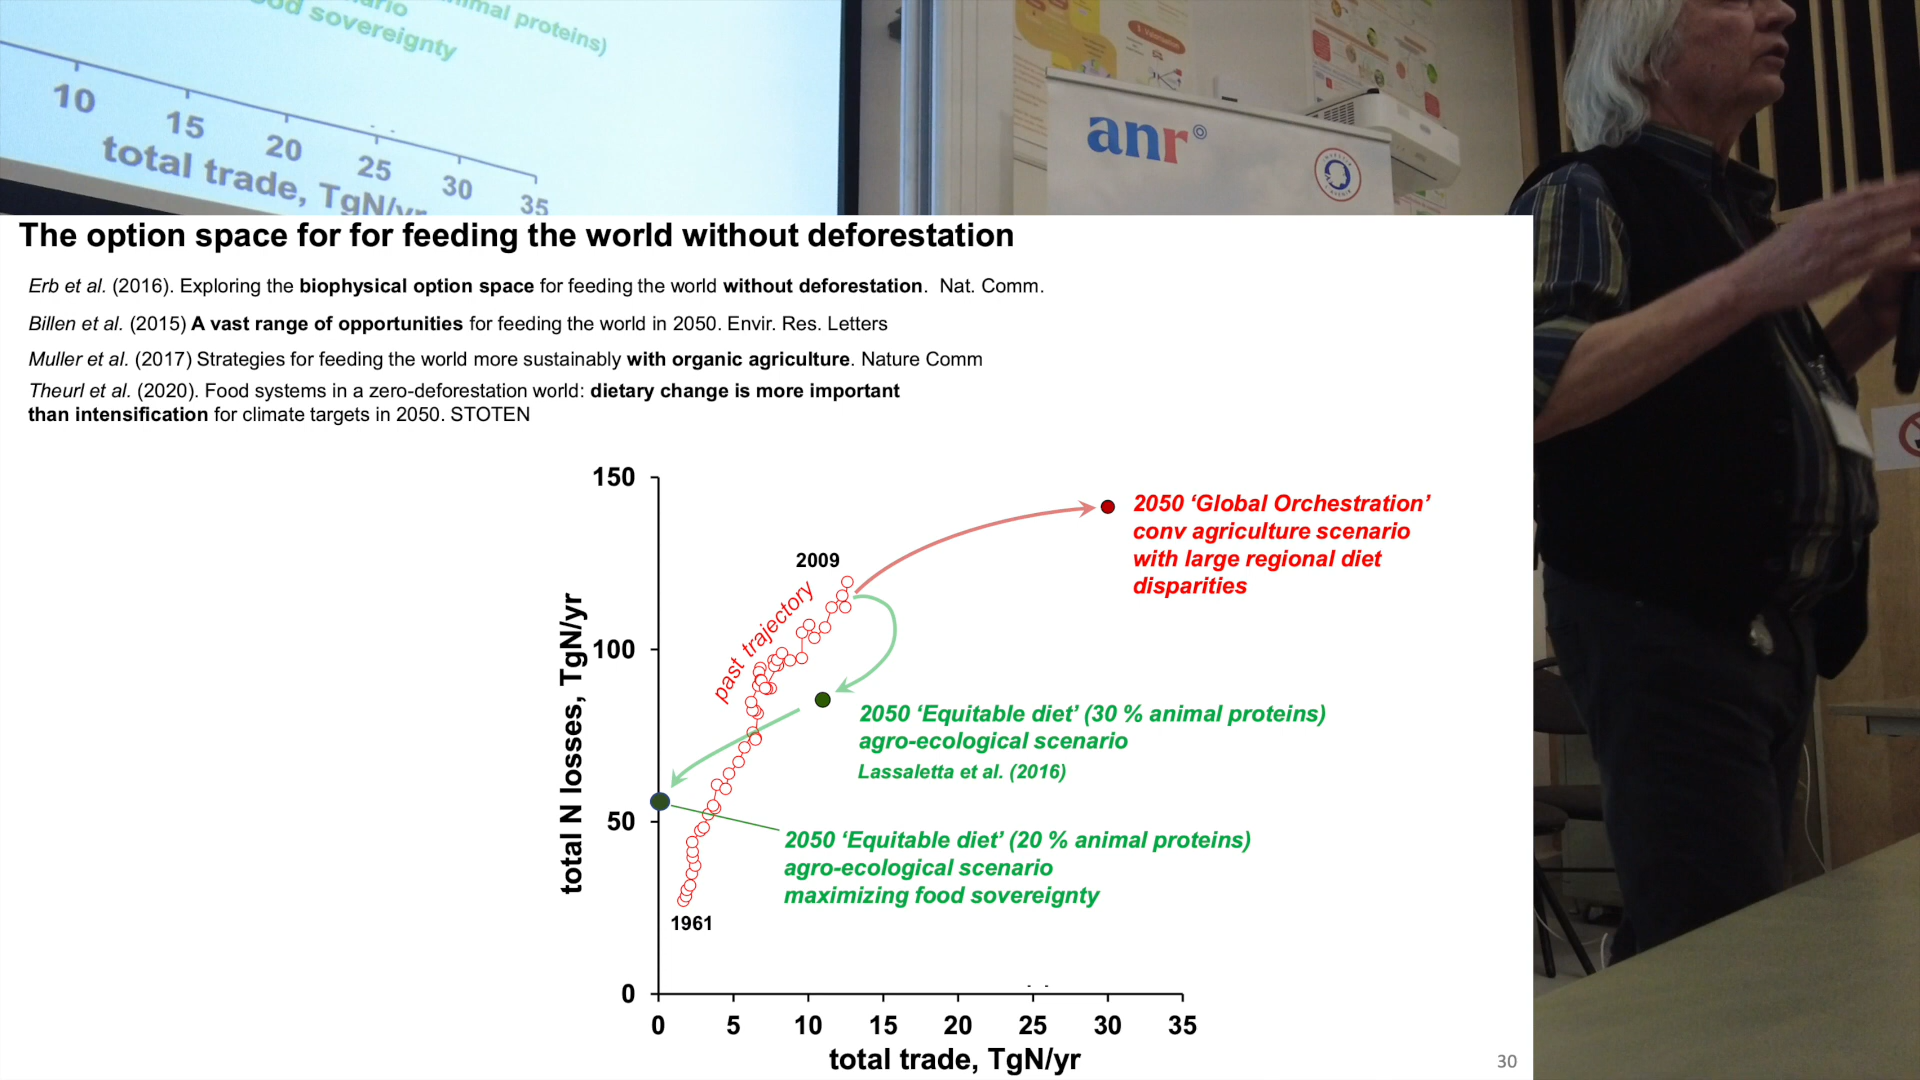 ario
imal proteins)
od sovereignty
10
15
20
25
30
35
total trade, TgN/yr
anr
The option space for for feeding the world without deforestation
Erb et al. (2016). Exploring the biophysical option space for feeding the world without deforestation. Nat. Comm.
Billen et al. (2015) A vast range of opportunities for feeding the world in 2050. Envir. Res. Letters
Muller et al. (2017) Strategies for feeding the world more sustainably with organic agriculture. Nature Comm
Theurl et al. (2020). Food systems in a zero-deforestation world: dietary change is more important
than intensification for climate targets in 2050. STOTEN
150
100
50
0
total N losses, TgN/yr
2009
past trajectory
1961
2050 ‘Global Orchestration’
conv agriculture scenario
with large regional diet
disparities
2050 ‘Equitable diet’ (30 % animal proteins)
agro-ecological scenario
Lassaletta et al. (2016)
2050 ‘Equitable diet’ (20 % animal proteins)
agro-ecological scenario
maximizing food sovereignty
0 5 10 15 20 25 30 35
total trade, TgN/yr
30